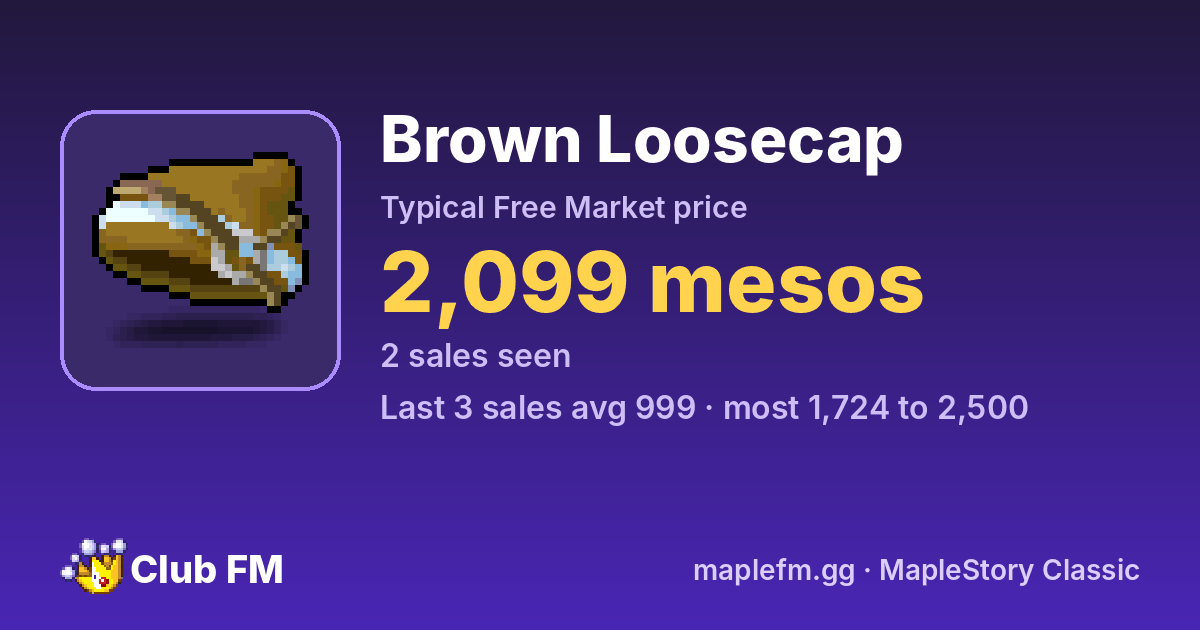 Brown Loosecap
Typical Free Market price
2,099 mesos
2 sales seen
Last 3 sales avg 999 · most 1,724 to 2,500
Club FM
maplefm.gg · MapleStory Classic